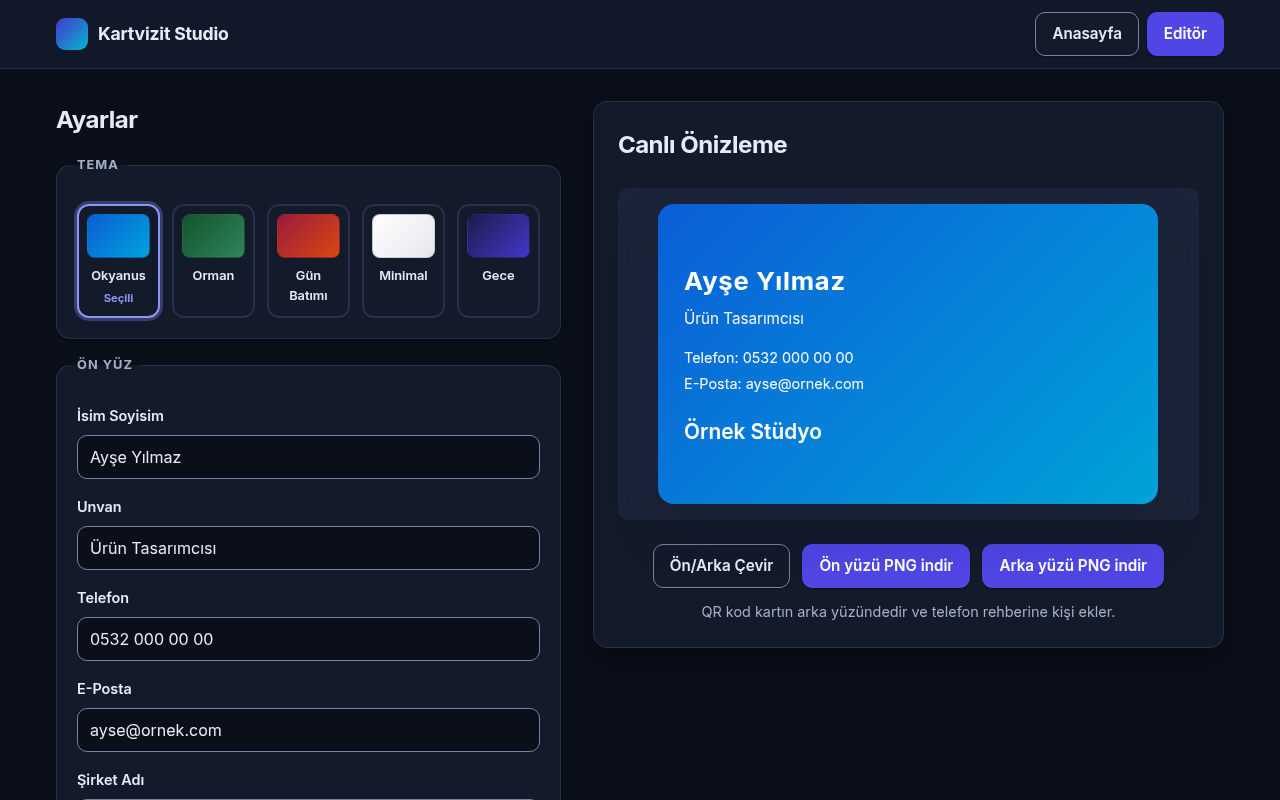 Kartvizit Studio
Anasayfa
Editör
Ayarlar
TEMA
Okyanus
Seçili
Orman
Gün
Batımı
Minimal
Gece
ÖN YÜZ
İsim Soyisim
Ayşe Yılmaz
Unvan
Ürün Tasarımcısı
Telefon
0532 000 00 00
E-Posta
ayse@ornek.com
Şirket Adı
Canlı Önizleme
Ayşe Yılmaz
Ürün Tasarımcısı
Telefon: 0532 000 00 00
E-Posta: ayse@ornek.com
Örnek Stüdyo
Ön/Arka Çevir
Ön yüzü PNG indir
Arka yüzü PNG indir
QR kod kartın arka yüzündedir ve telefon rehberine kişi ekler.